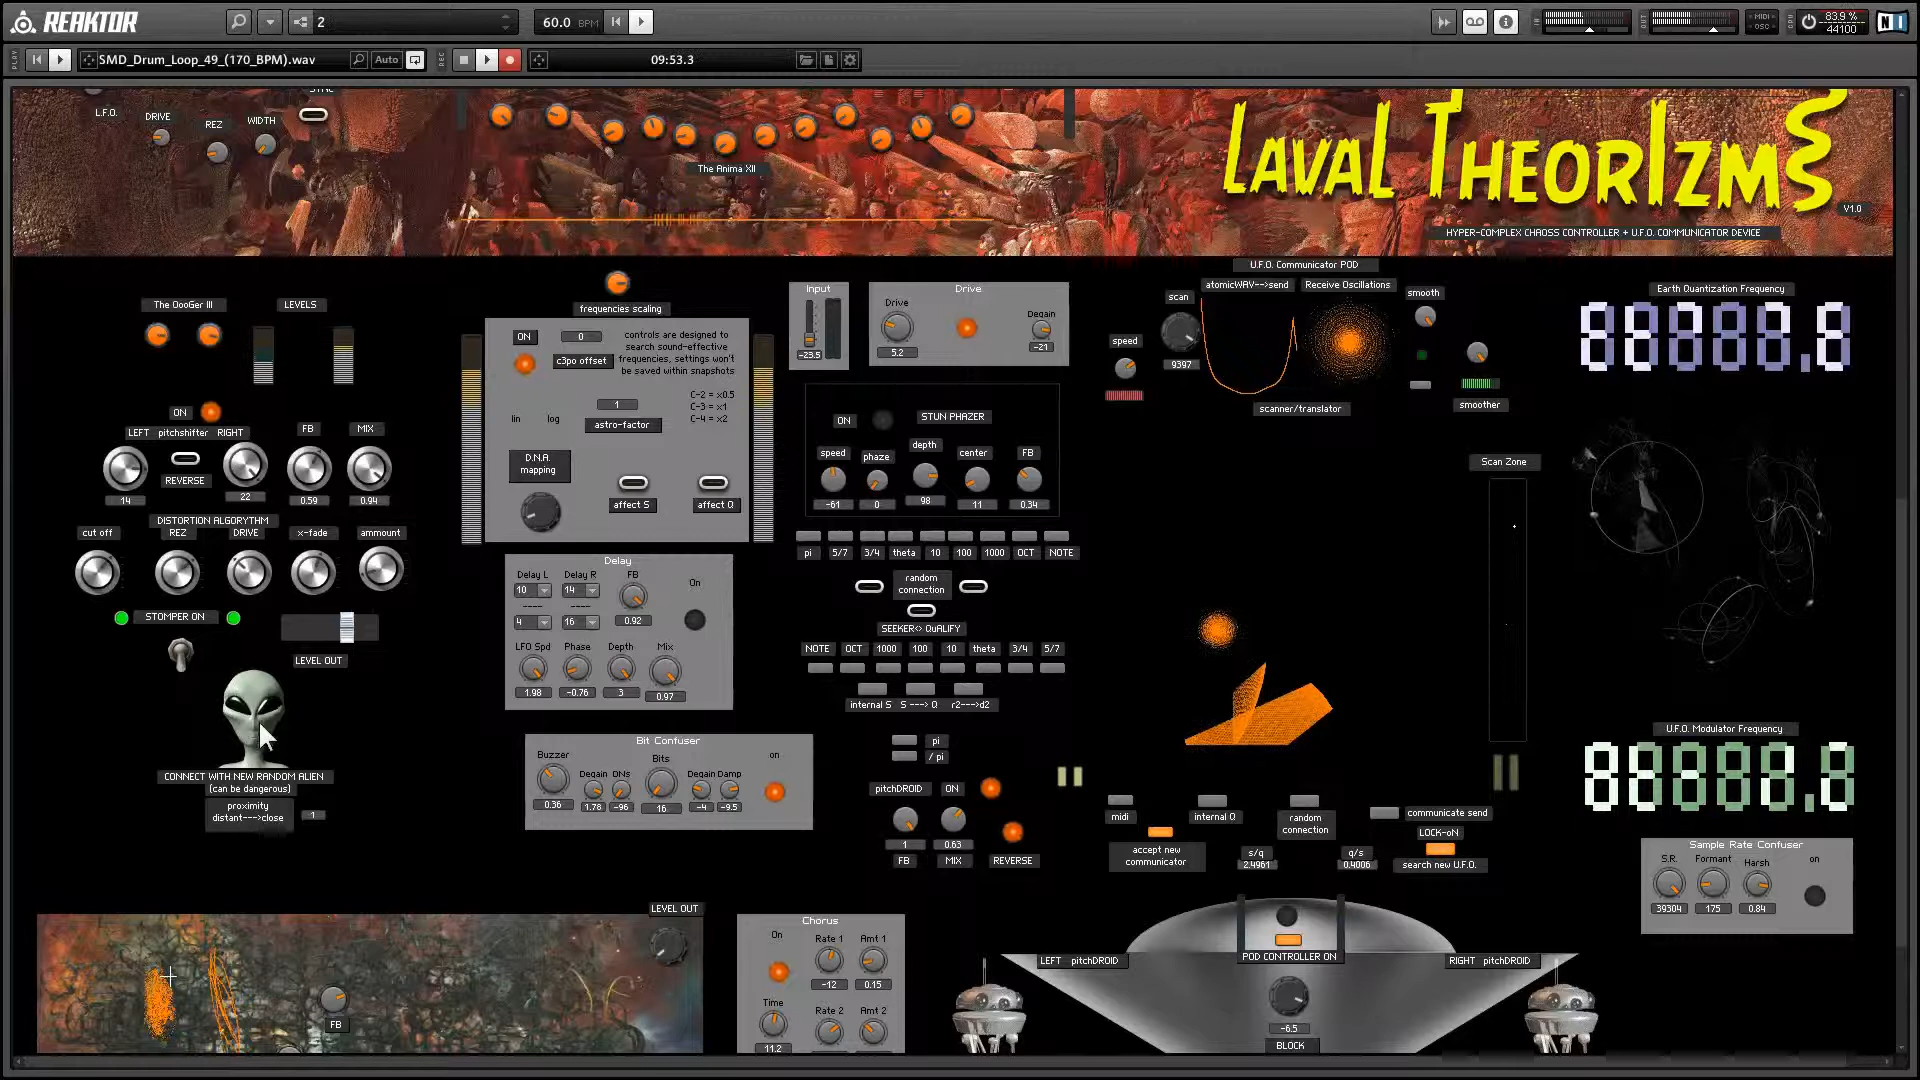 REAKTOR
2
60.0 BPM
MIDI
OSC
83.9 %
44100
PLAY
SMD_Drum_Loop_49_(170_BPM).wav
Auto
REC
09:53.3
L.F.O.
DRIVE
REZ
WIDTH
The Anima XII
LAVAL THEORIZMS
V1.0
HYPER-COMPLEX CHAOSS CONTROLLER + U.F.O. COMMUNICATOR DEVICE
The OooGer III
LEVELS
ON
LEFT pitchshifter RIGHT
FB
MIX
REVERSE
14
22
0.59
0.94
DISTORTION ALGORYTHM
cut off
REZ
DRIVE
x-fade
ammount
STOMPER ON
LEVEL OUT
CONNECT WITH NEW RANDOM ALIEN
(can be dangerous)
proximity
distant--->close
1
frequencies scaling
ON
0
c3po offset
controls are designed to
search sound-effective
frequencies, settings won't
be saved within snapshots
lin
log
1
astro-factor
C-2 = x0.5
C-3 = x1
C-4 = x2
D.N.A.
mapping
affect S
affect Q
Delay
Delay L
Delay R
FB
On
10
14
----
----
4
16
0.92
LFO Spd
Phase
Depth
Mix
1.98
-0.76
3
0.97
Bit Confuser
Buzzer
Degain
DNs
Bits
Degain
Damp
on
0.36
1.78
-96
16
-4
-9.5
Input
-23.5
Drive
Drive
5.2
Degain
-21
ON
STUN PHAZER
speed
phaze
depth
center
FB
-61
0
98
11
0.34
pi
5/7
3/4
theta
10
100
1000
OCT
NOTE
random
connection
SEEKER<> QuALIFY
NOTE
OCT
1000
100
10
theta
3/4
5/7
internal S
S ---> Q
r2--->d2
pi
/ pi
pitchDROID
ON
1
0.63
FB
MIX
REVERSE
U.F.O. Communicator POD
atomicWAV-->send
Receive Oscillations
scan
smooth
speed
9397
scanner/translator
smoother
Scan Zone
midi
internal Q
random
connection
communicate send
LOCK-oN
accept new
communicator
s/q
2.4961
q/s
0.4006
search new U.F.O.
Earth Quantization Frequency
U.F.O. Modulator Frequency
Sample Rate Confuser
S.R.
Formant
Harsh
on
39304
175
0.84
LEVEL OUT
FB
Chorus
On
Rate 1
Amt 1
-12
0.15
Time
Rate 2
Amt 2
11.2
LEFT pitchDROID
POD CONTROLLER ON
RIGHT pitchDROID
-6.5
BLOCK